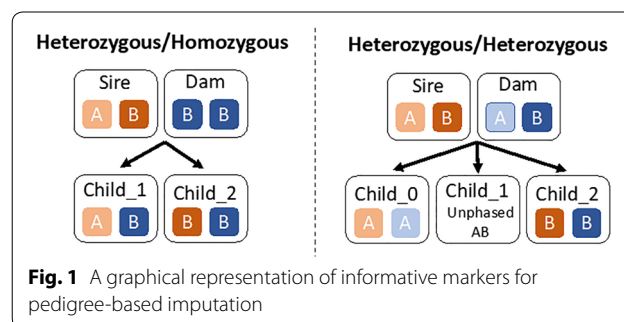 Heterozygous/Homozygous
Sire Dam
A B B B
Child_1 Child_2
A B B B
Heterozygous/Heterozygous
Sire Dam
A B A B
Child_0 Child_1 Child_2
A A Unphased B B
AB
Fig. 1 A graphical representation of informative markers for
pedigree-based imputation